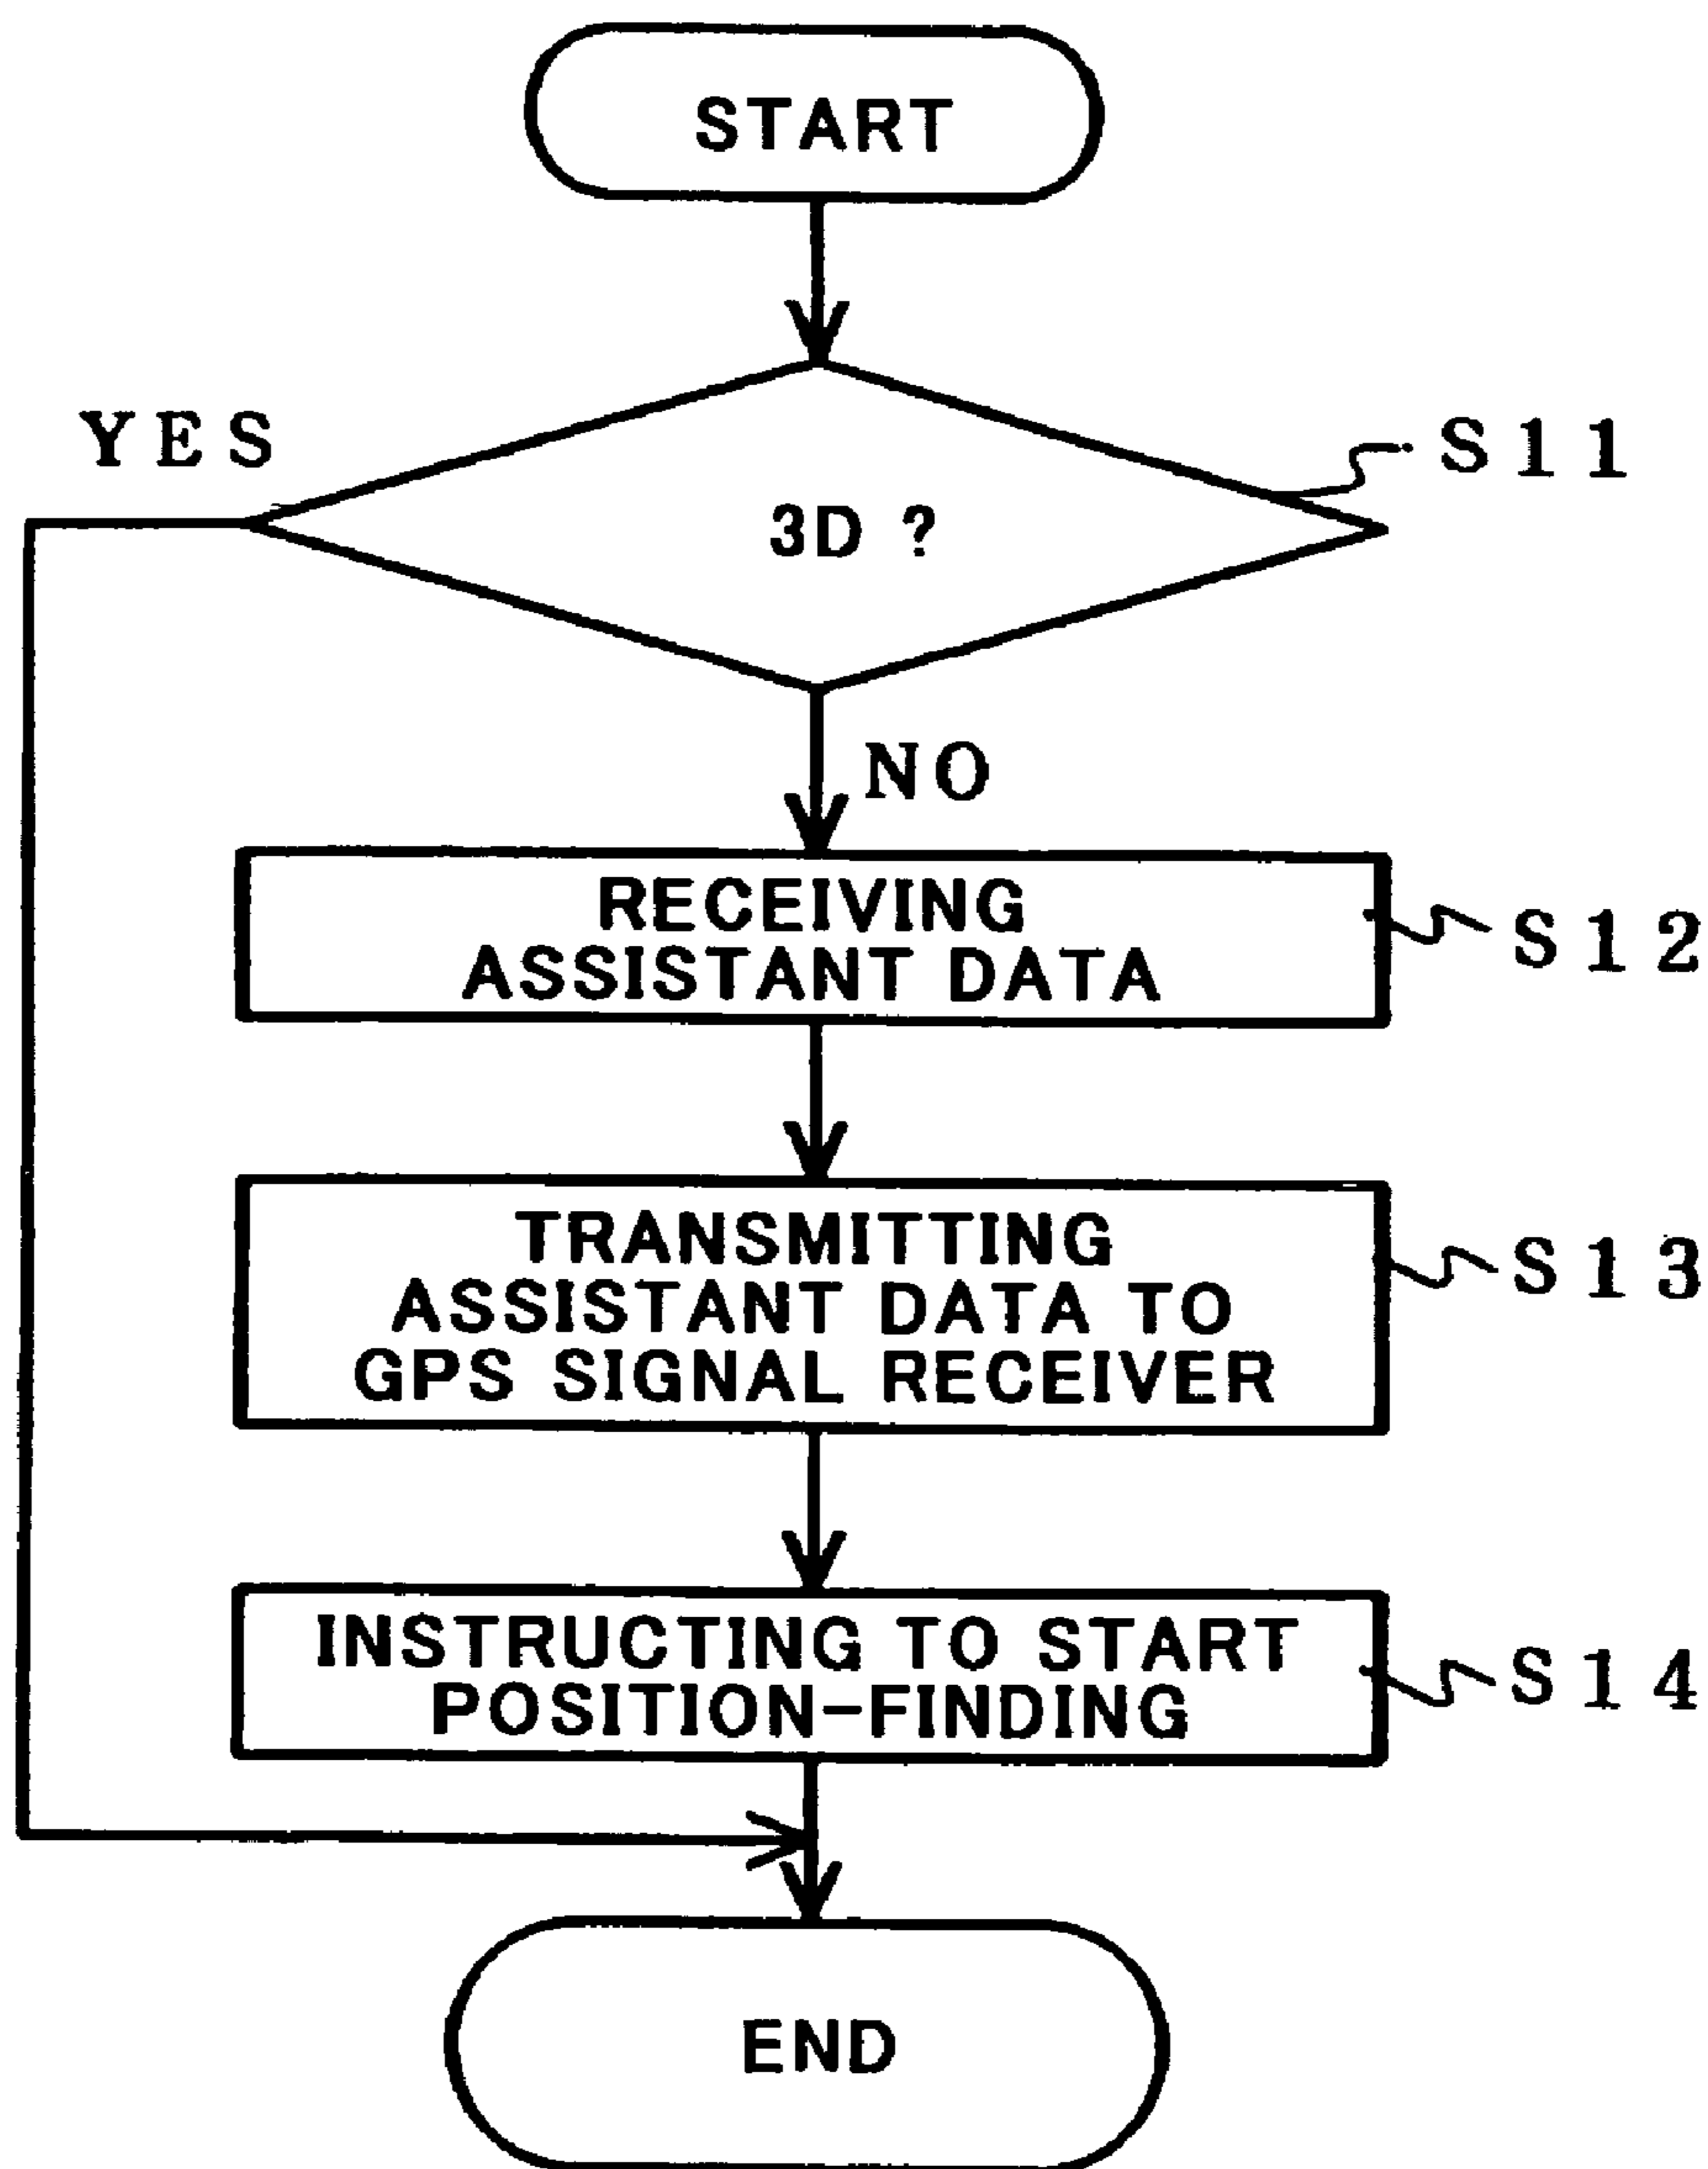 START
YES
S11
3D ?
NO
RECEIVING
ASSISTANT DATA
S12
TRANSMITTING
ASSISTANT DATA TO
GPS SIGNAL RECEIVER
S13
INSTRUCTING TO START
POSITION-FINDING
S14
END